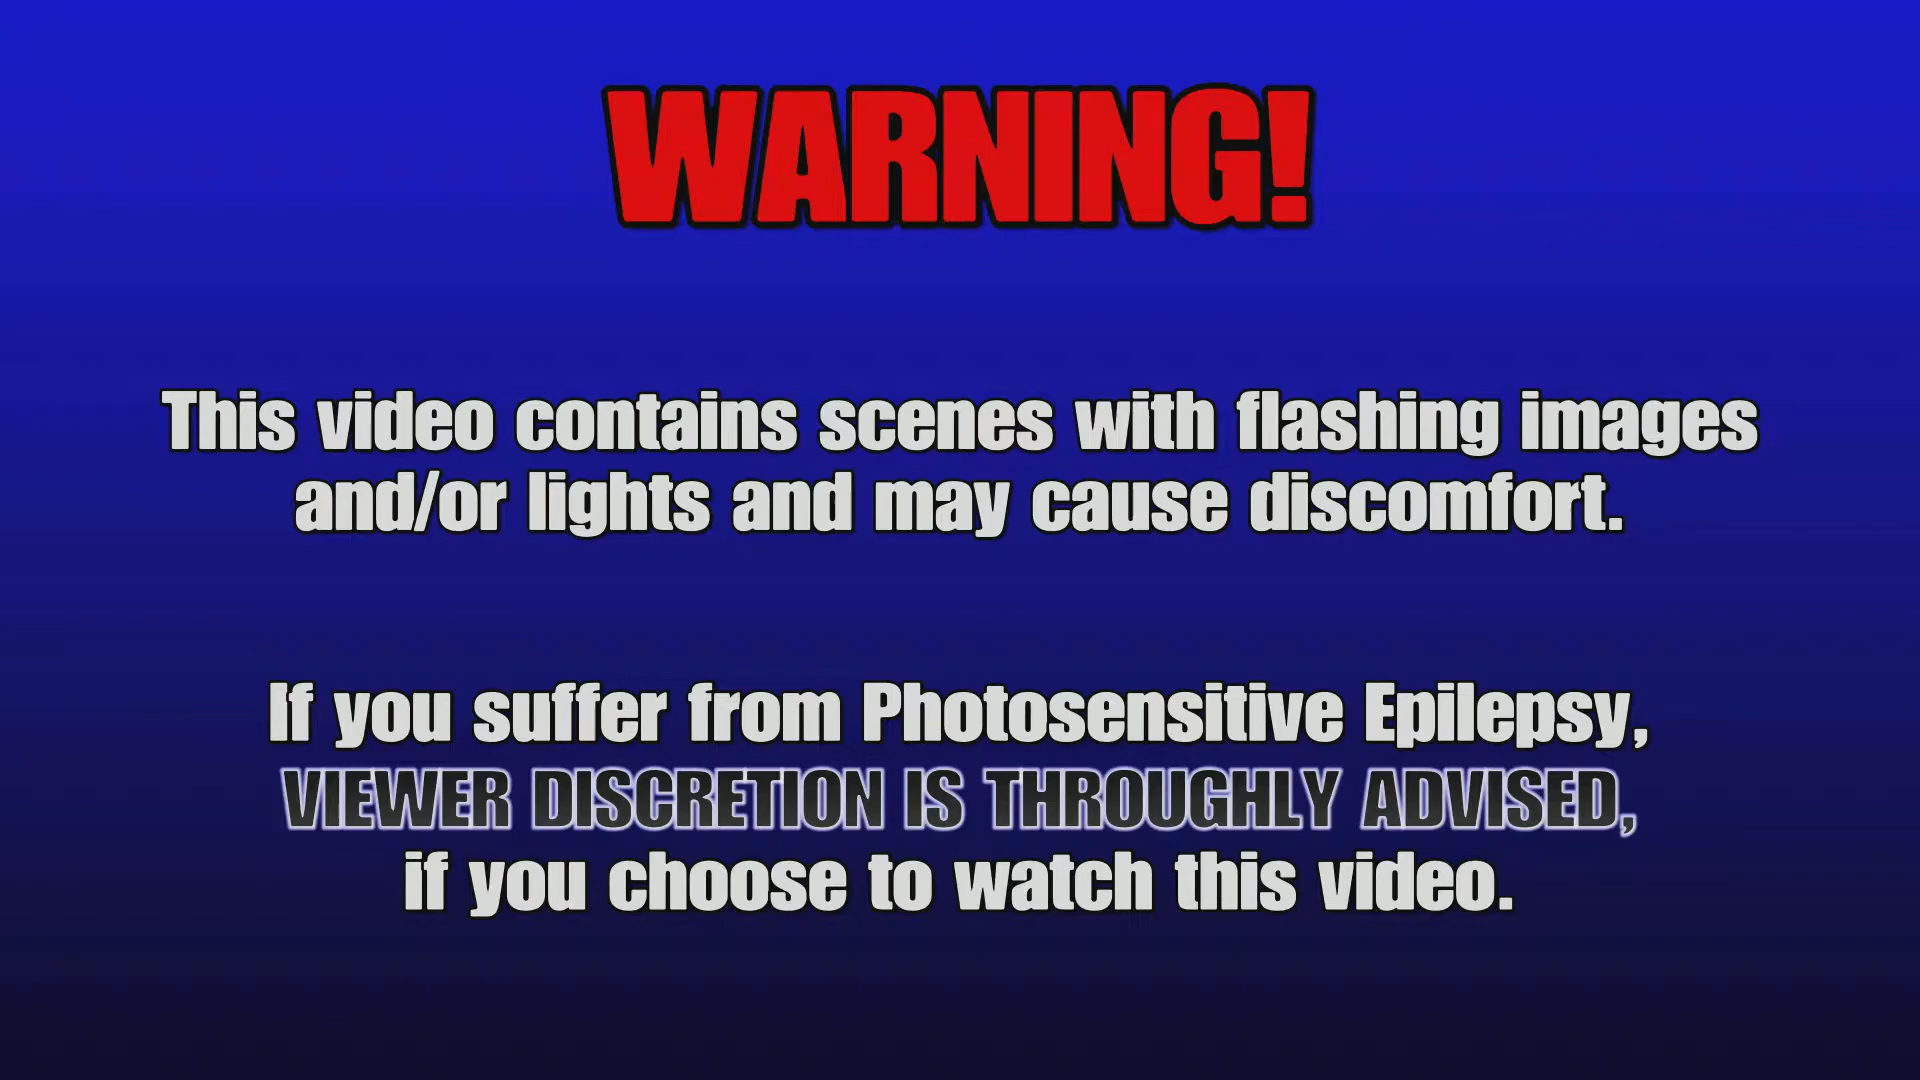 WARNING!
This video contains scenes with flashing images
and/or lights and may cause discomfort.
If you suffer from Photosensitive Epilepsy,
VIEWER DISCRETION IS THROUGHLY ADVISED,
if you choose to watch this video.